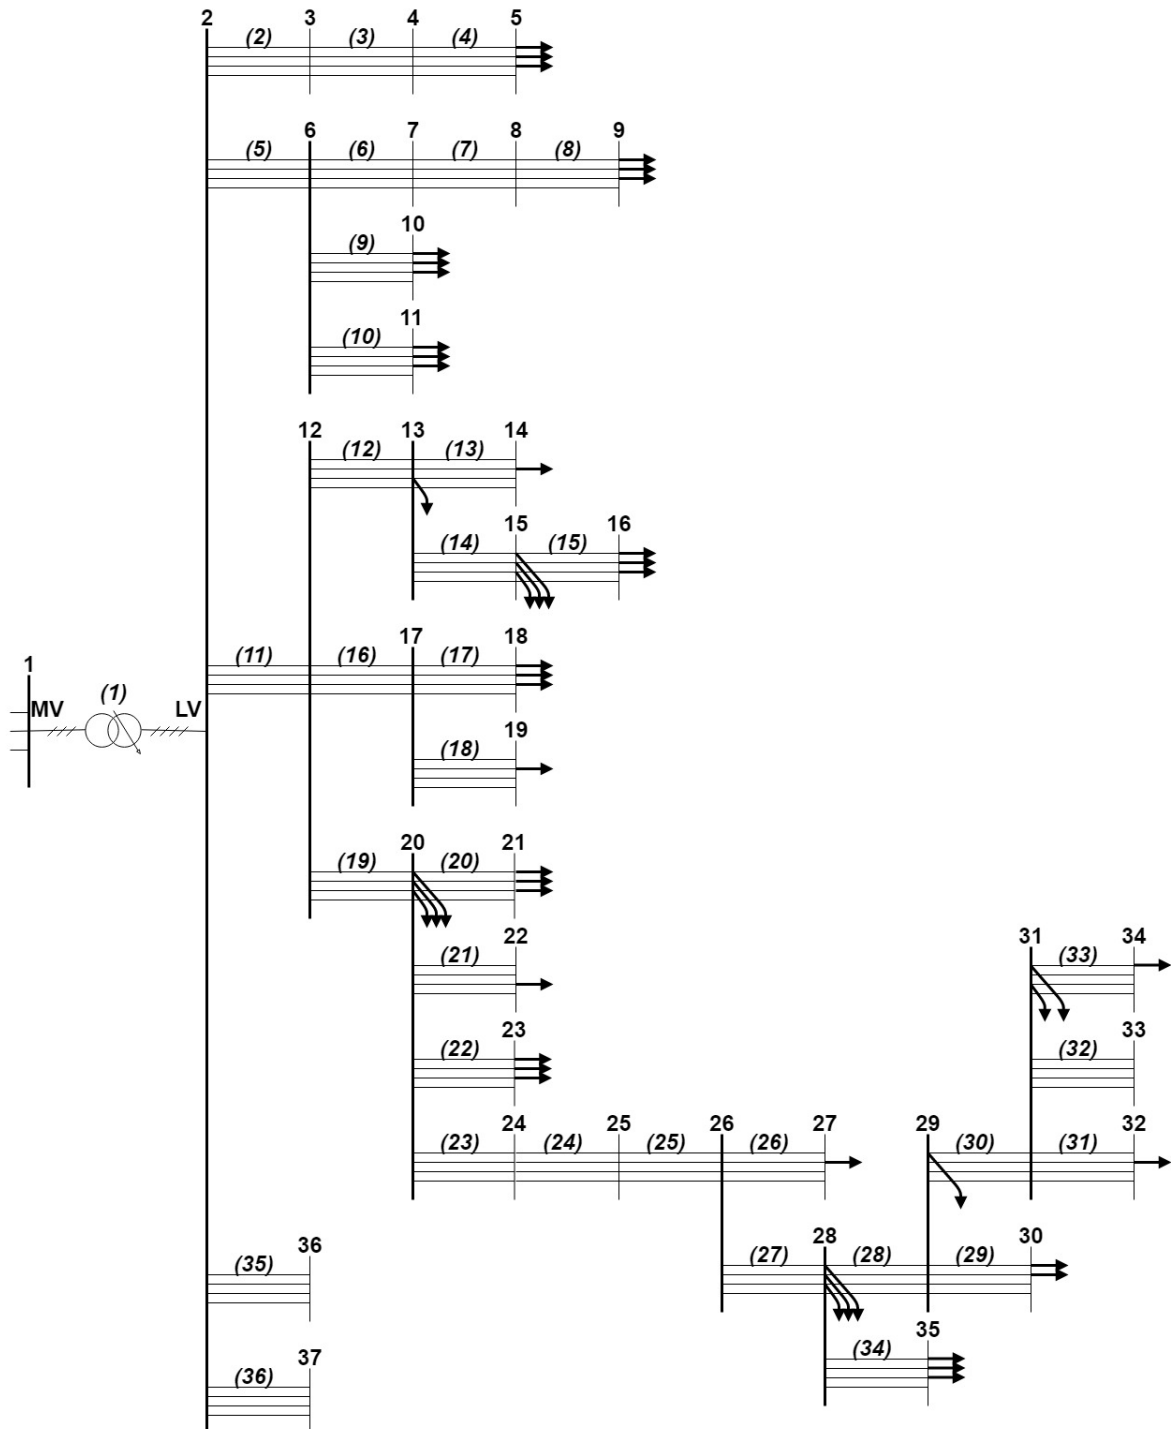 2 3 4 5
(2) (3) (4)
6 7 8 9
(5) (6) (7) (8)
10
(9)
11
(10)
12 13 14
(12) (13)
15 16
(14) (15)
17 18
1 (11) (16) (17)
MV (1) LV
19
(18)
20 21
(19) (20)
22 31 34
(21) (33)
23 33
(22) (32)
24 25 26 27 29 32
(23) (24) (25) (26) (30) (31)
36 28 30
(35) (27) (28) (29)
37 35
(36) (34)